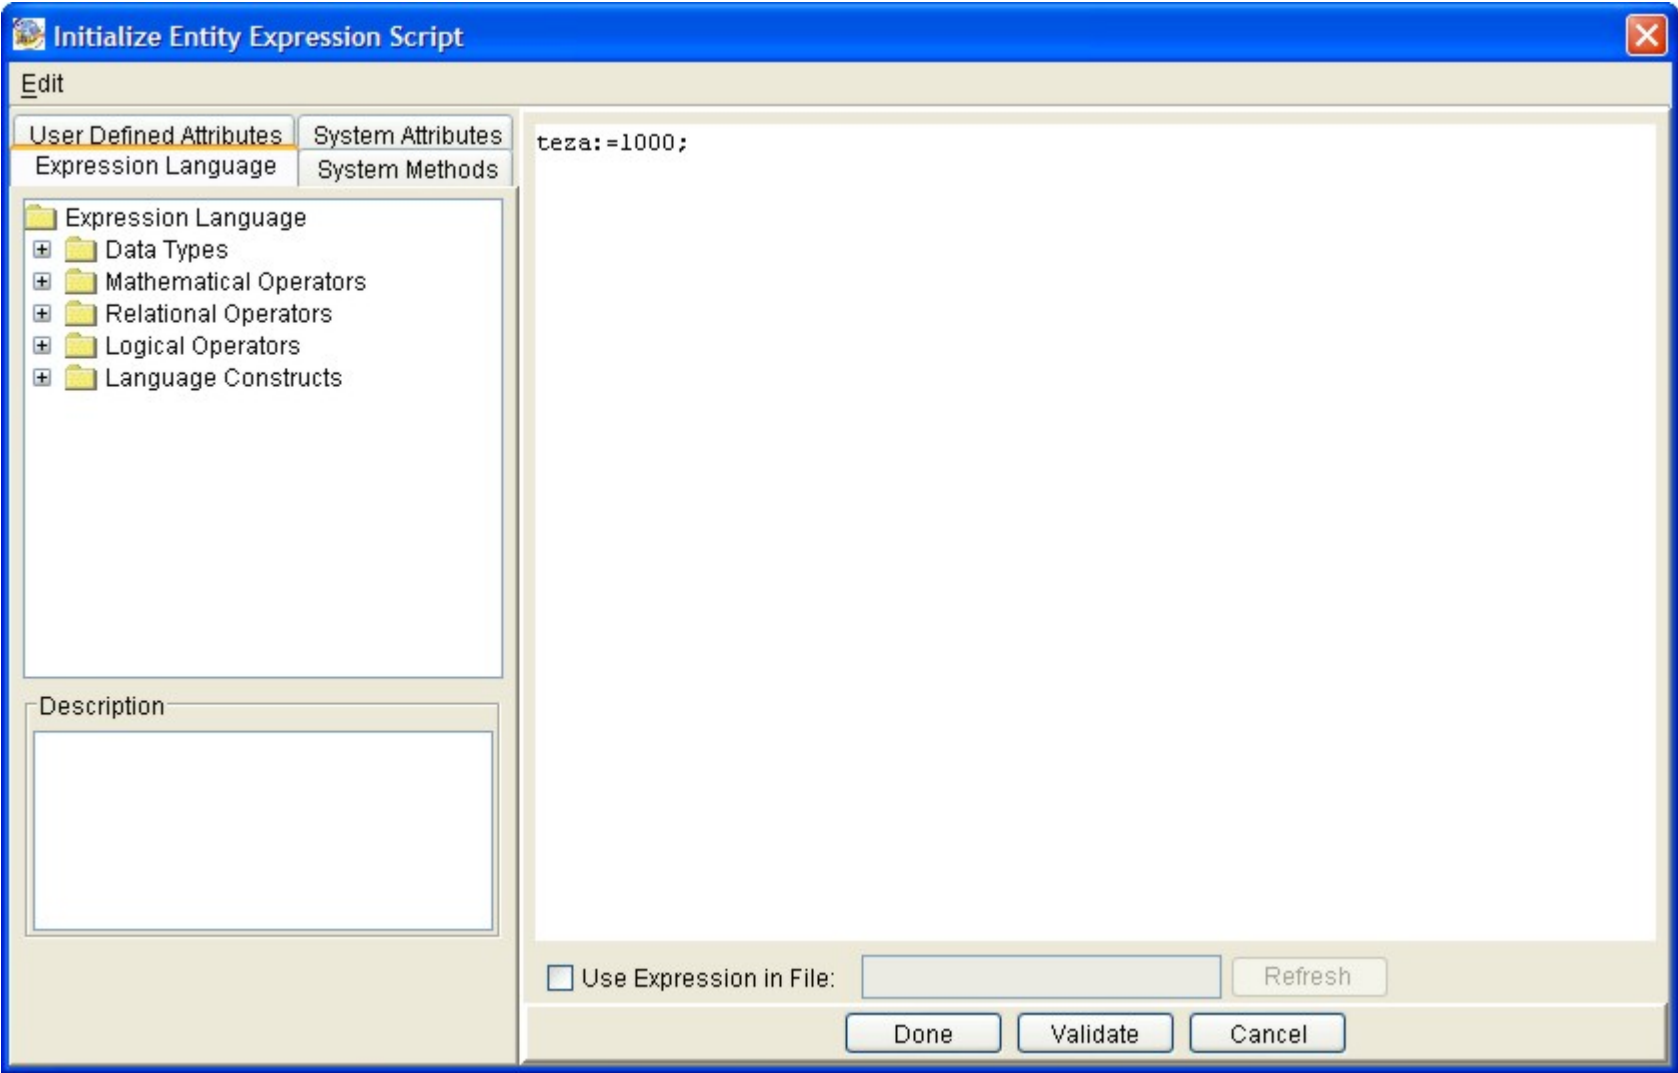 Initialize Entity Expression Script
Edit
User Defined Attributes
System Attributes
Expression Language
System Methods
Expression Language
Data Types
Mathematical Operators
Relational Operators
Logical Operators
Language Constructs
Description
teza:=1000;
Use Expression in File:
Refresh
Done
Validate
Cancel